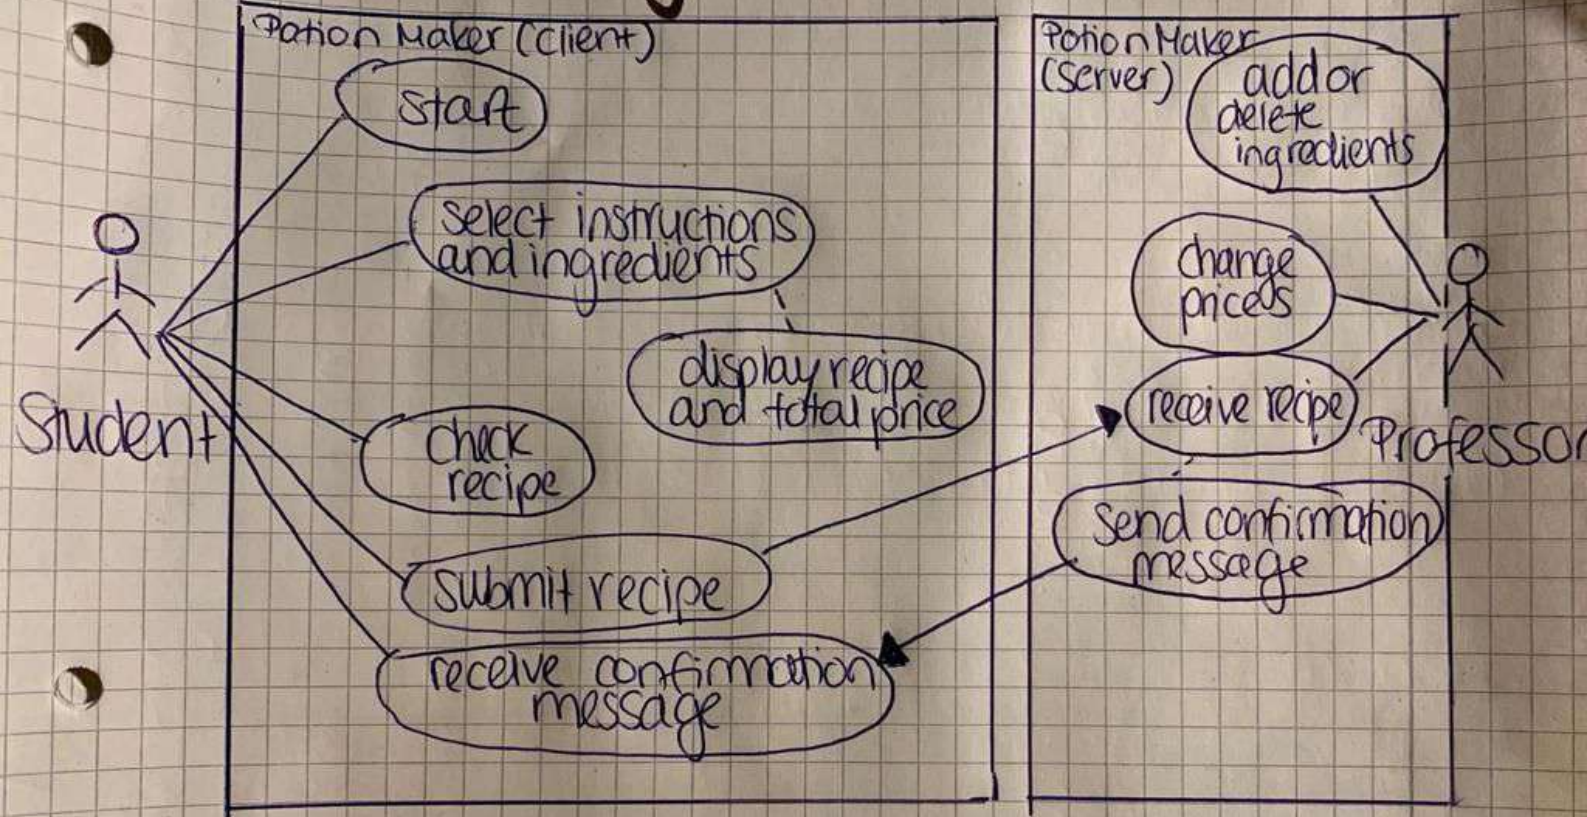 Potion Maker (Client)
start
select instructions
and ingredients
display recipe
and total price
check
recipe
submit recipe
receive confirmation
message
Student
Potion Maker
(Server)
add or
delete
ingredients
change
prices
receive recipe
send confirmation
message
Professor